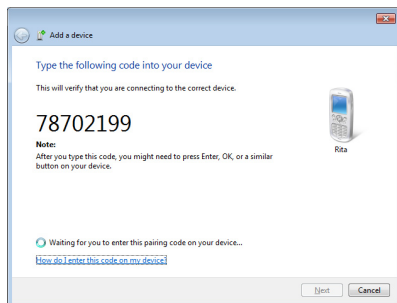 Add a device
Type the following code into your device
This will verify that you are connecting to the correct device.
78702199
Note:
After you type this code, you might need to press Enter, OK, or a similar
button on your device.
Rita
Waiting for you to enter this pairing code on your device...
How do I enter this code on my device?
Next Cancel